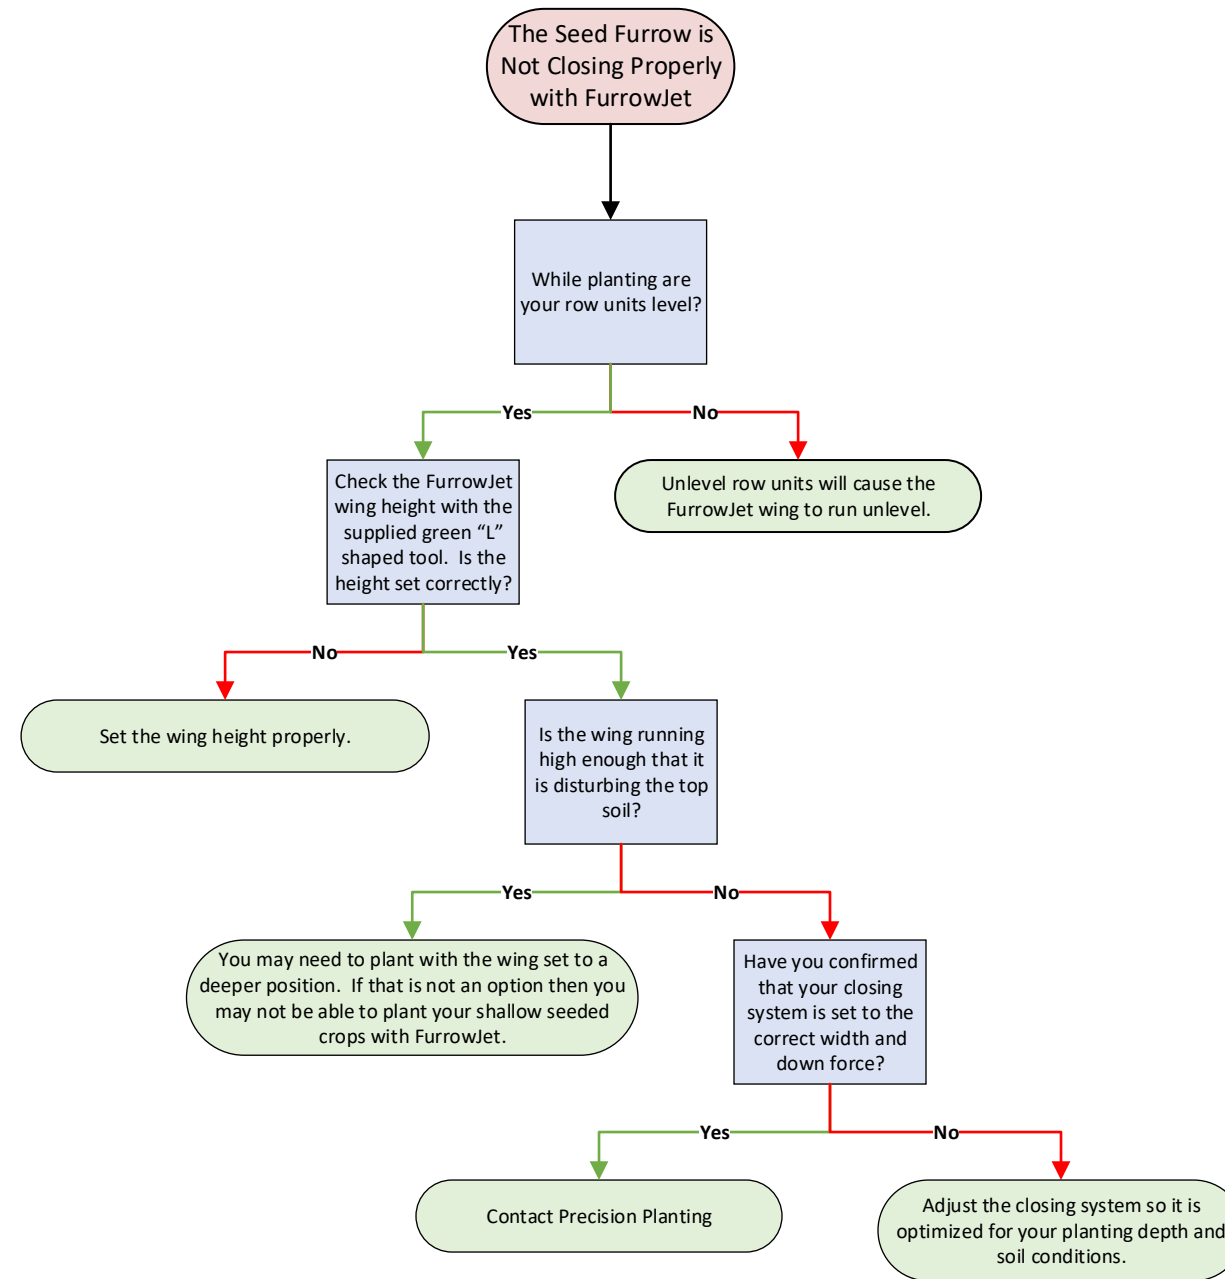 The Seed Furrow is
Not Closing Properly
with FurrowJet
While planting are
your row units level?
Yes
No
Check the FurrowJet
wing height with the
supplied green “L”
shaped tool.  Is the
height set correctly?
Unlevel row units will cause the
FurrowJet wing to run unlevel.
No
Yes
Set the wing height properly.
Is the wing running
high enough that it
is disturbing the top
soil?
Yes
No
You may need to plant with the wing set to a
deeper position.  If that is not an option then you
may not be able to plant your shallow seeded
crops with FurrowJet.
Have you confirmed
that your closing
system is set to the
correct width and
down force?
Yes
No
Contact Precision Planting
Adjust the closing system so it is
optimized for your planting depth and
soil conditions.